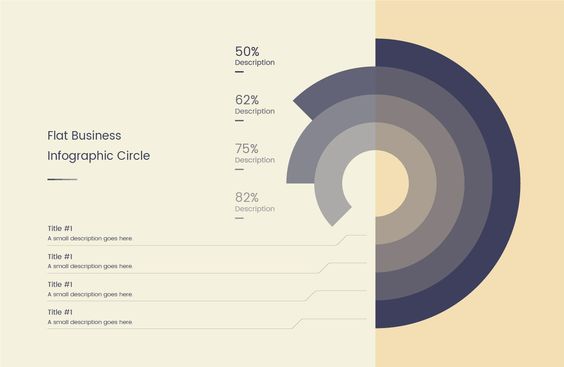 50%
Description
62%
Description
Flat Business
Infographic Circle
75%
Description
82%
Description
Title #1
A small description goes here.
Title #1
A small description goes here.
Title #1
A small description goes here.
Title #1
A small description goes here.